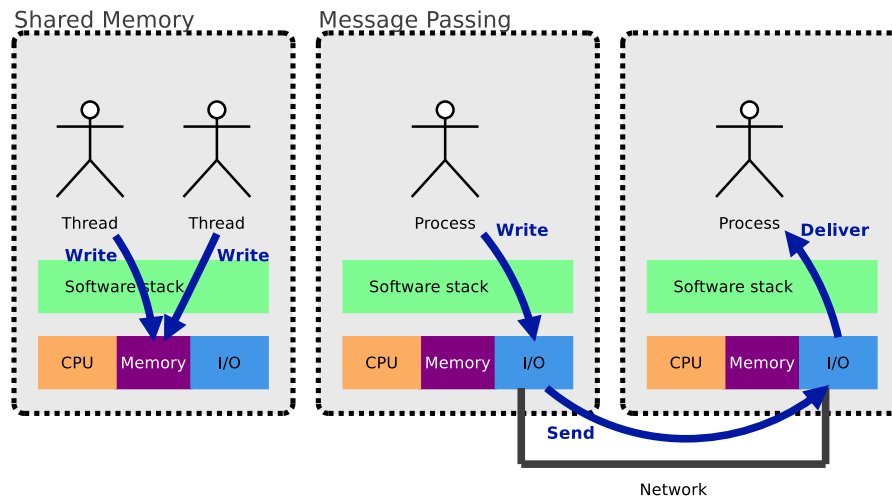 Shared Memory
Message Passing
Thread
Thread
Write
Write
Software stack
CPU
Memory
I/O
Process
Write
Software stack
CPU
Memory
I/O
Process
Deliver
Software stack
CPU
Memory
I/O
Send
Network